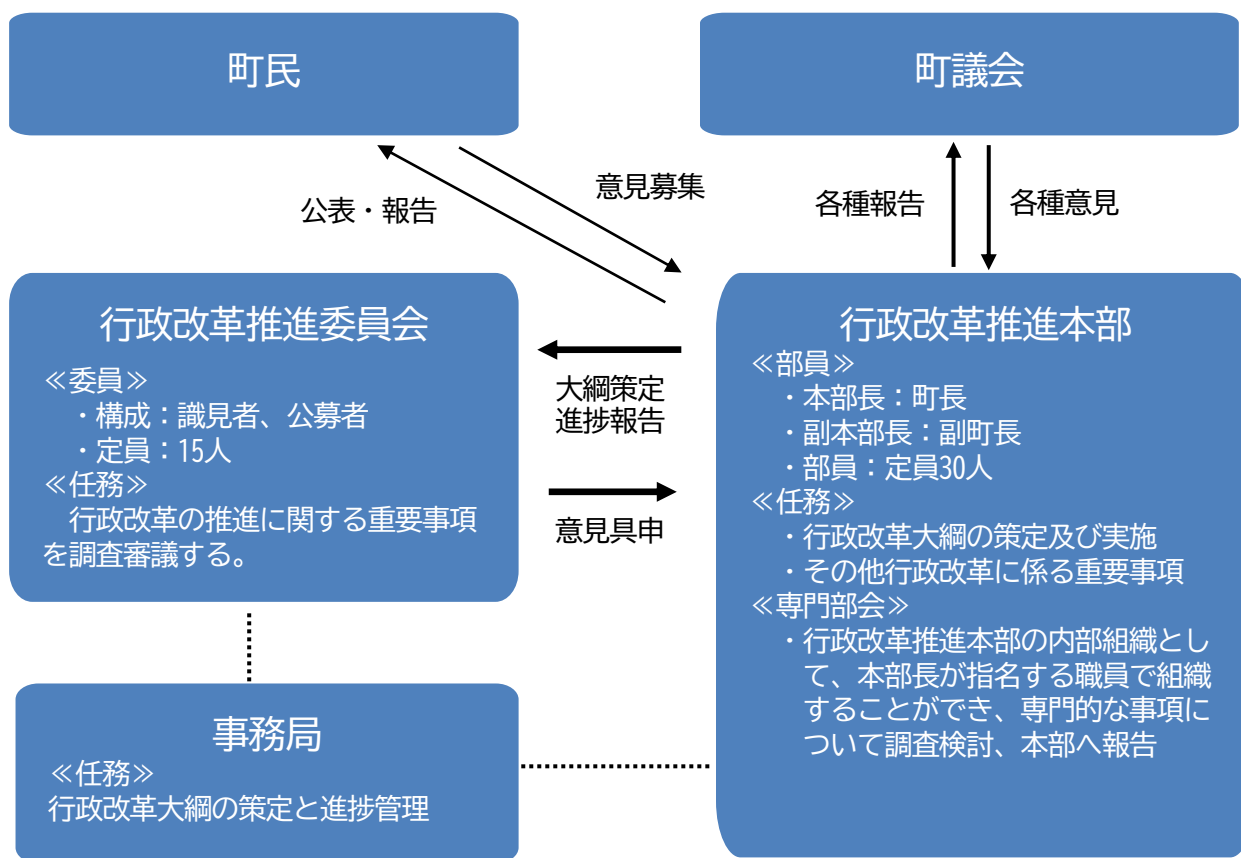 町民
町議会
公表・報告
意見募集
各種報告
各種意見
行政改革推進委員会
≪委員≫
・構成：識見者、公募者
・定員：15人
≪任務≫
行政改革の推進に関する重要事項
を調査審議する。
大綱策定
進捗報告
意見具申
行政改革推進本部
≪部員≫
・本部長：町長
・副本部長：副町長
・部員：定員30人
≪任務≫
・行政改革大綱の策定及び実施
・その他行政改革に係る重要事項
≪専門部会≫
・行政改革推進本部の内部組織とし
て、本部長が指名する職員で組織
することができ、専門的な事項に
ついて調査検討、本部へ報告
事務局
≪任務≫
行政改革大綱の策定と進捗管理